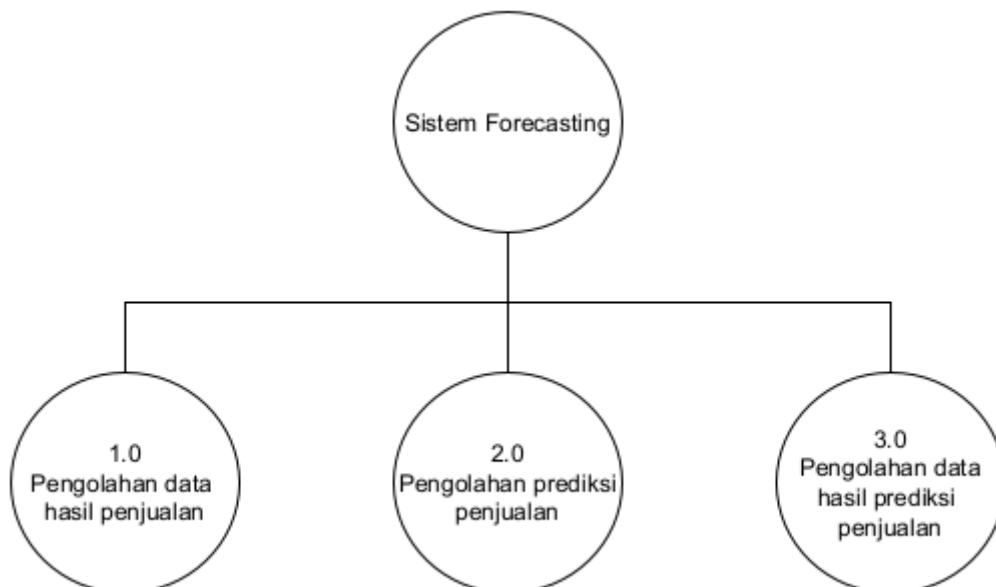 Sistem Forecasting
1.0
Pengolahan data
hasil penjualan
2.0
Pengolahan prediksi
penjualan
3.0
Pengolahan data
hasil prediksi
penjualan